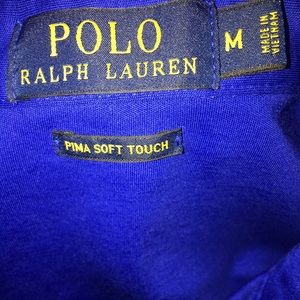 POLO
RALPH LAUREN
M
MADE IN
VIETNAM
PIMA SOFT TOUCH